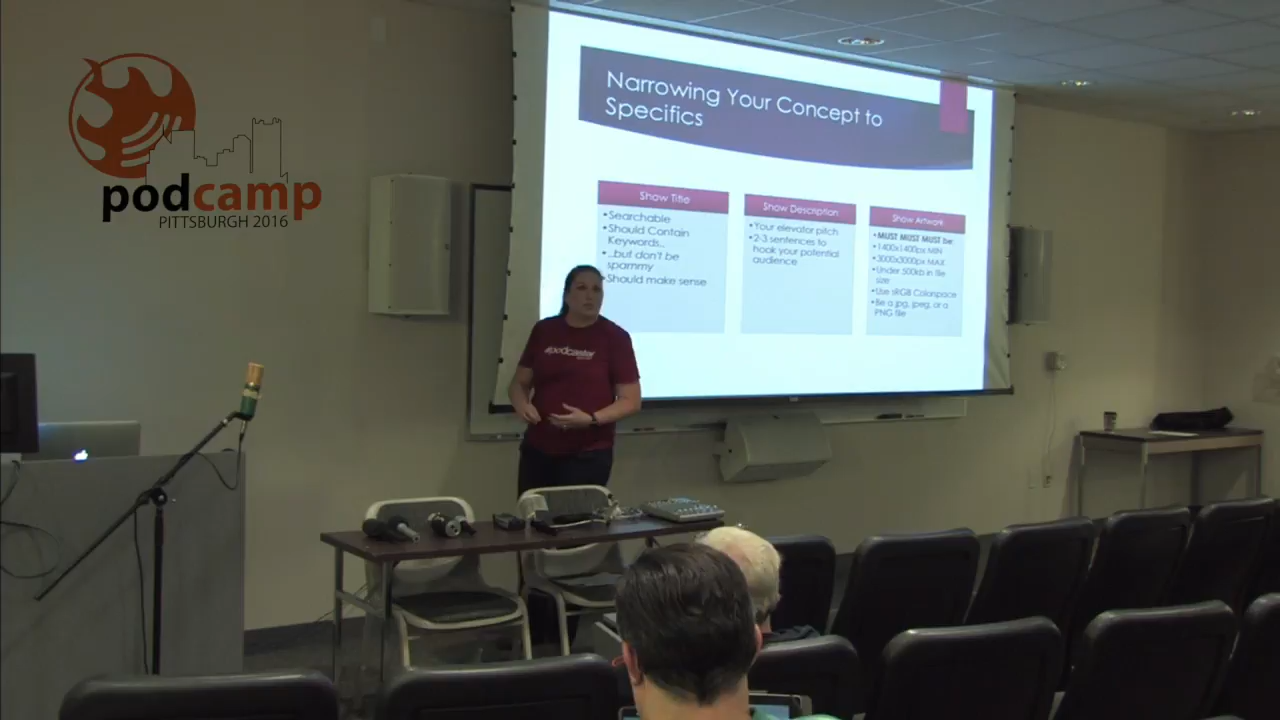 podcamp
PITTSBURGH 2016
Narrowing Your Concept to
Specifics
Show Title
•Searchable
•Should Contain
Keywords..
•..but don't be
spammy
•Should make sense
Show Description
•Your elevator pitch
•2-3 sentences to
hook your potential
audience
Show Artwork
•MUST MUST MUST be:
•1400x1400px MIN
•3000x3000px MAX
•Under 500kb in file
size
•Use sRGB Colorspace
•Be a jpg, jpeg, or a
PNG file
#podcaster